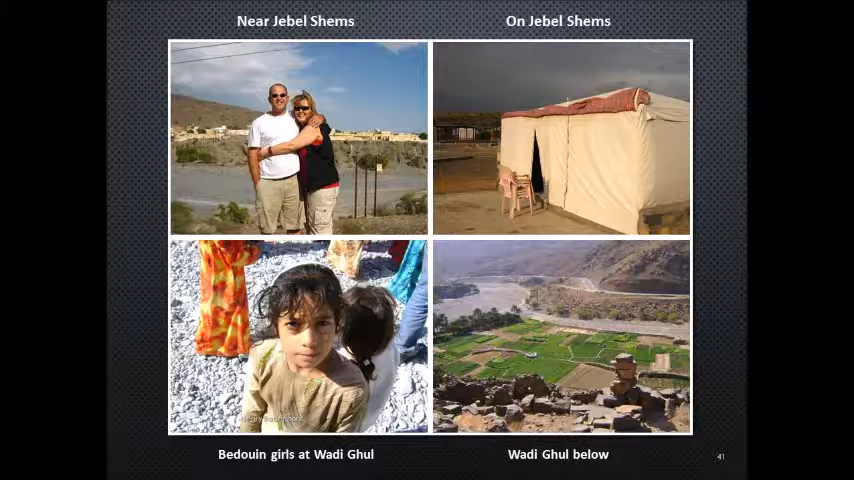 Near Jebel Shems
On Jebel Shems
Bedouin girls at Wadi Ghul
Wadi Ghul below
41